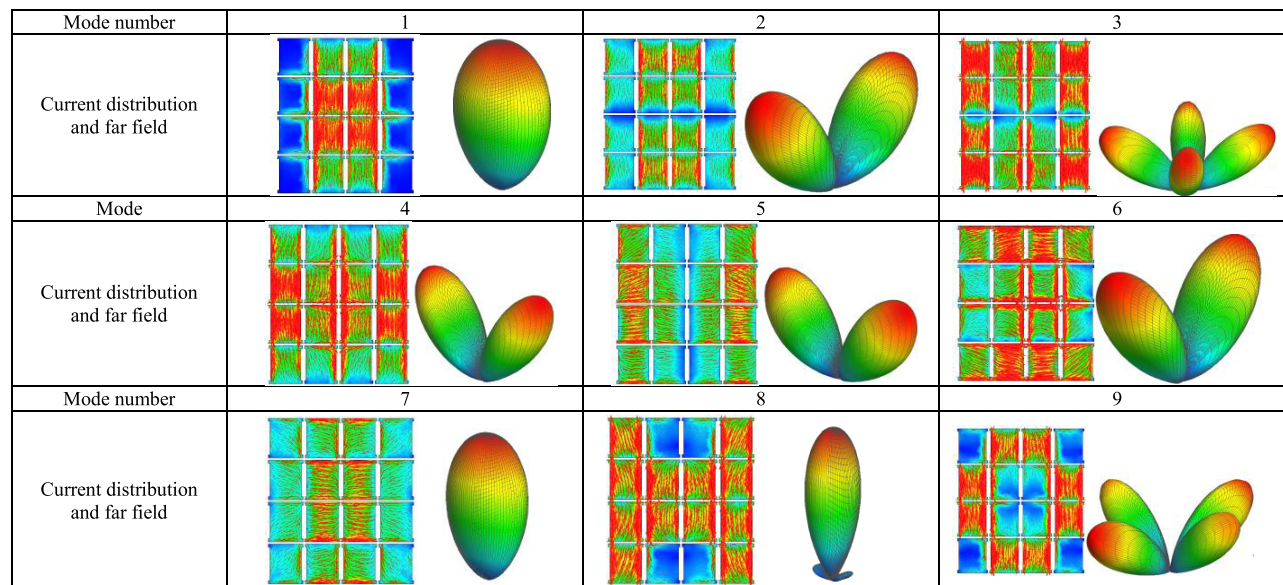 Mode number 1 2 3
Current distribution
and far field
Mode 4 5 6
Current distribution
and far field
Mode number 7 8 9
Current distribution
and far field